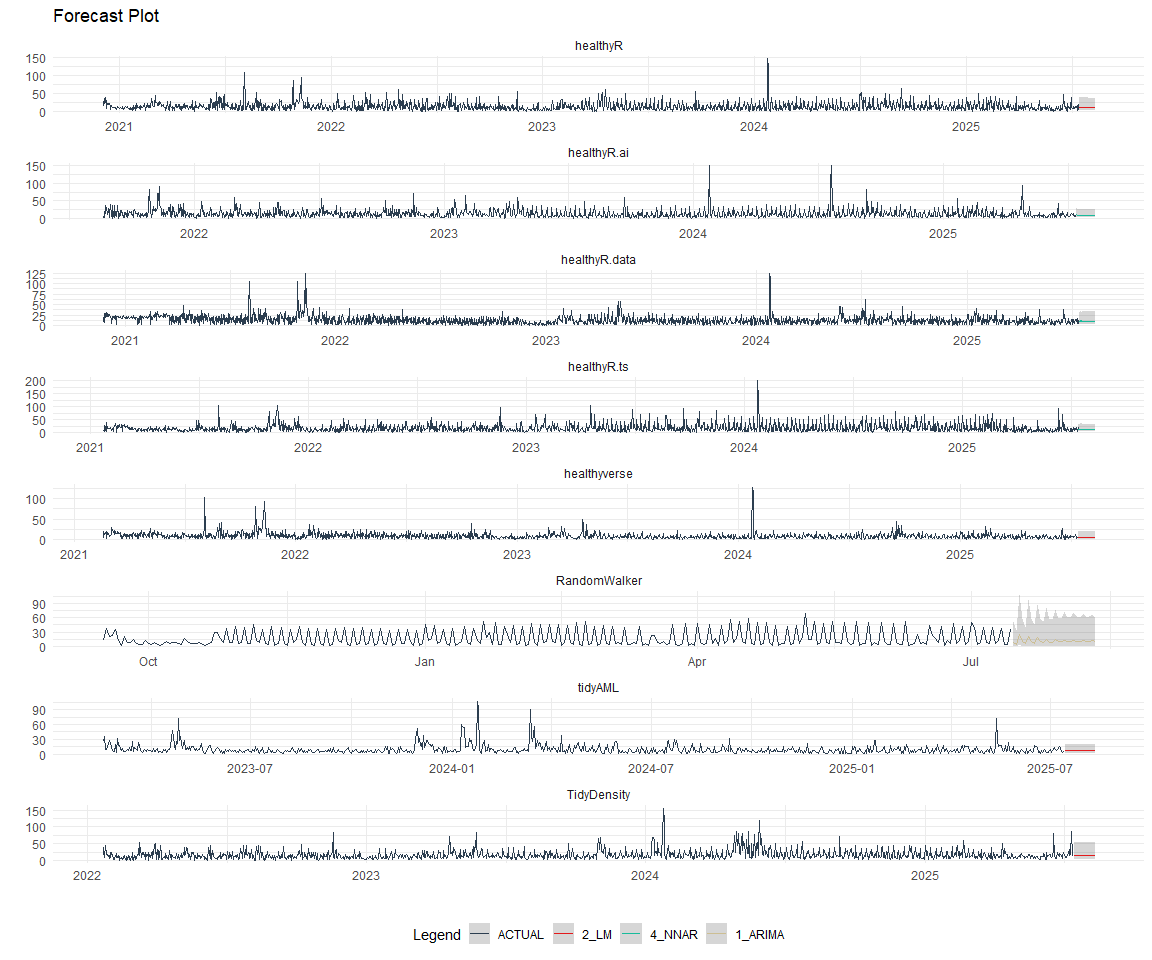 Forecast Plot
healthyR
150
100
50
0
2021 2022 2023 2024 2025
healthyR.ai
150
100
50
0
2022 2023 2024 2025
healthyR.data
125
100
75
50
25
0
2021 2022 2023 2024 2025
healthyR.ts
200
150
100
50
0
2021 2022 2023 2024 2025
healthyverse
100
50
0
2021 2022 2023 2024 2025
RandomWalker
90
60
30
0
Oct Jan Apr Jul
tidyAML
90
60
30
0
2023-07 2024-01 2024-07 2025-01 2025-07
TidyDensity
150
100
50
0
2022 2023 2024 2025
Legend ACTUAL 2_LM 4_NNAR 1_ARIMA